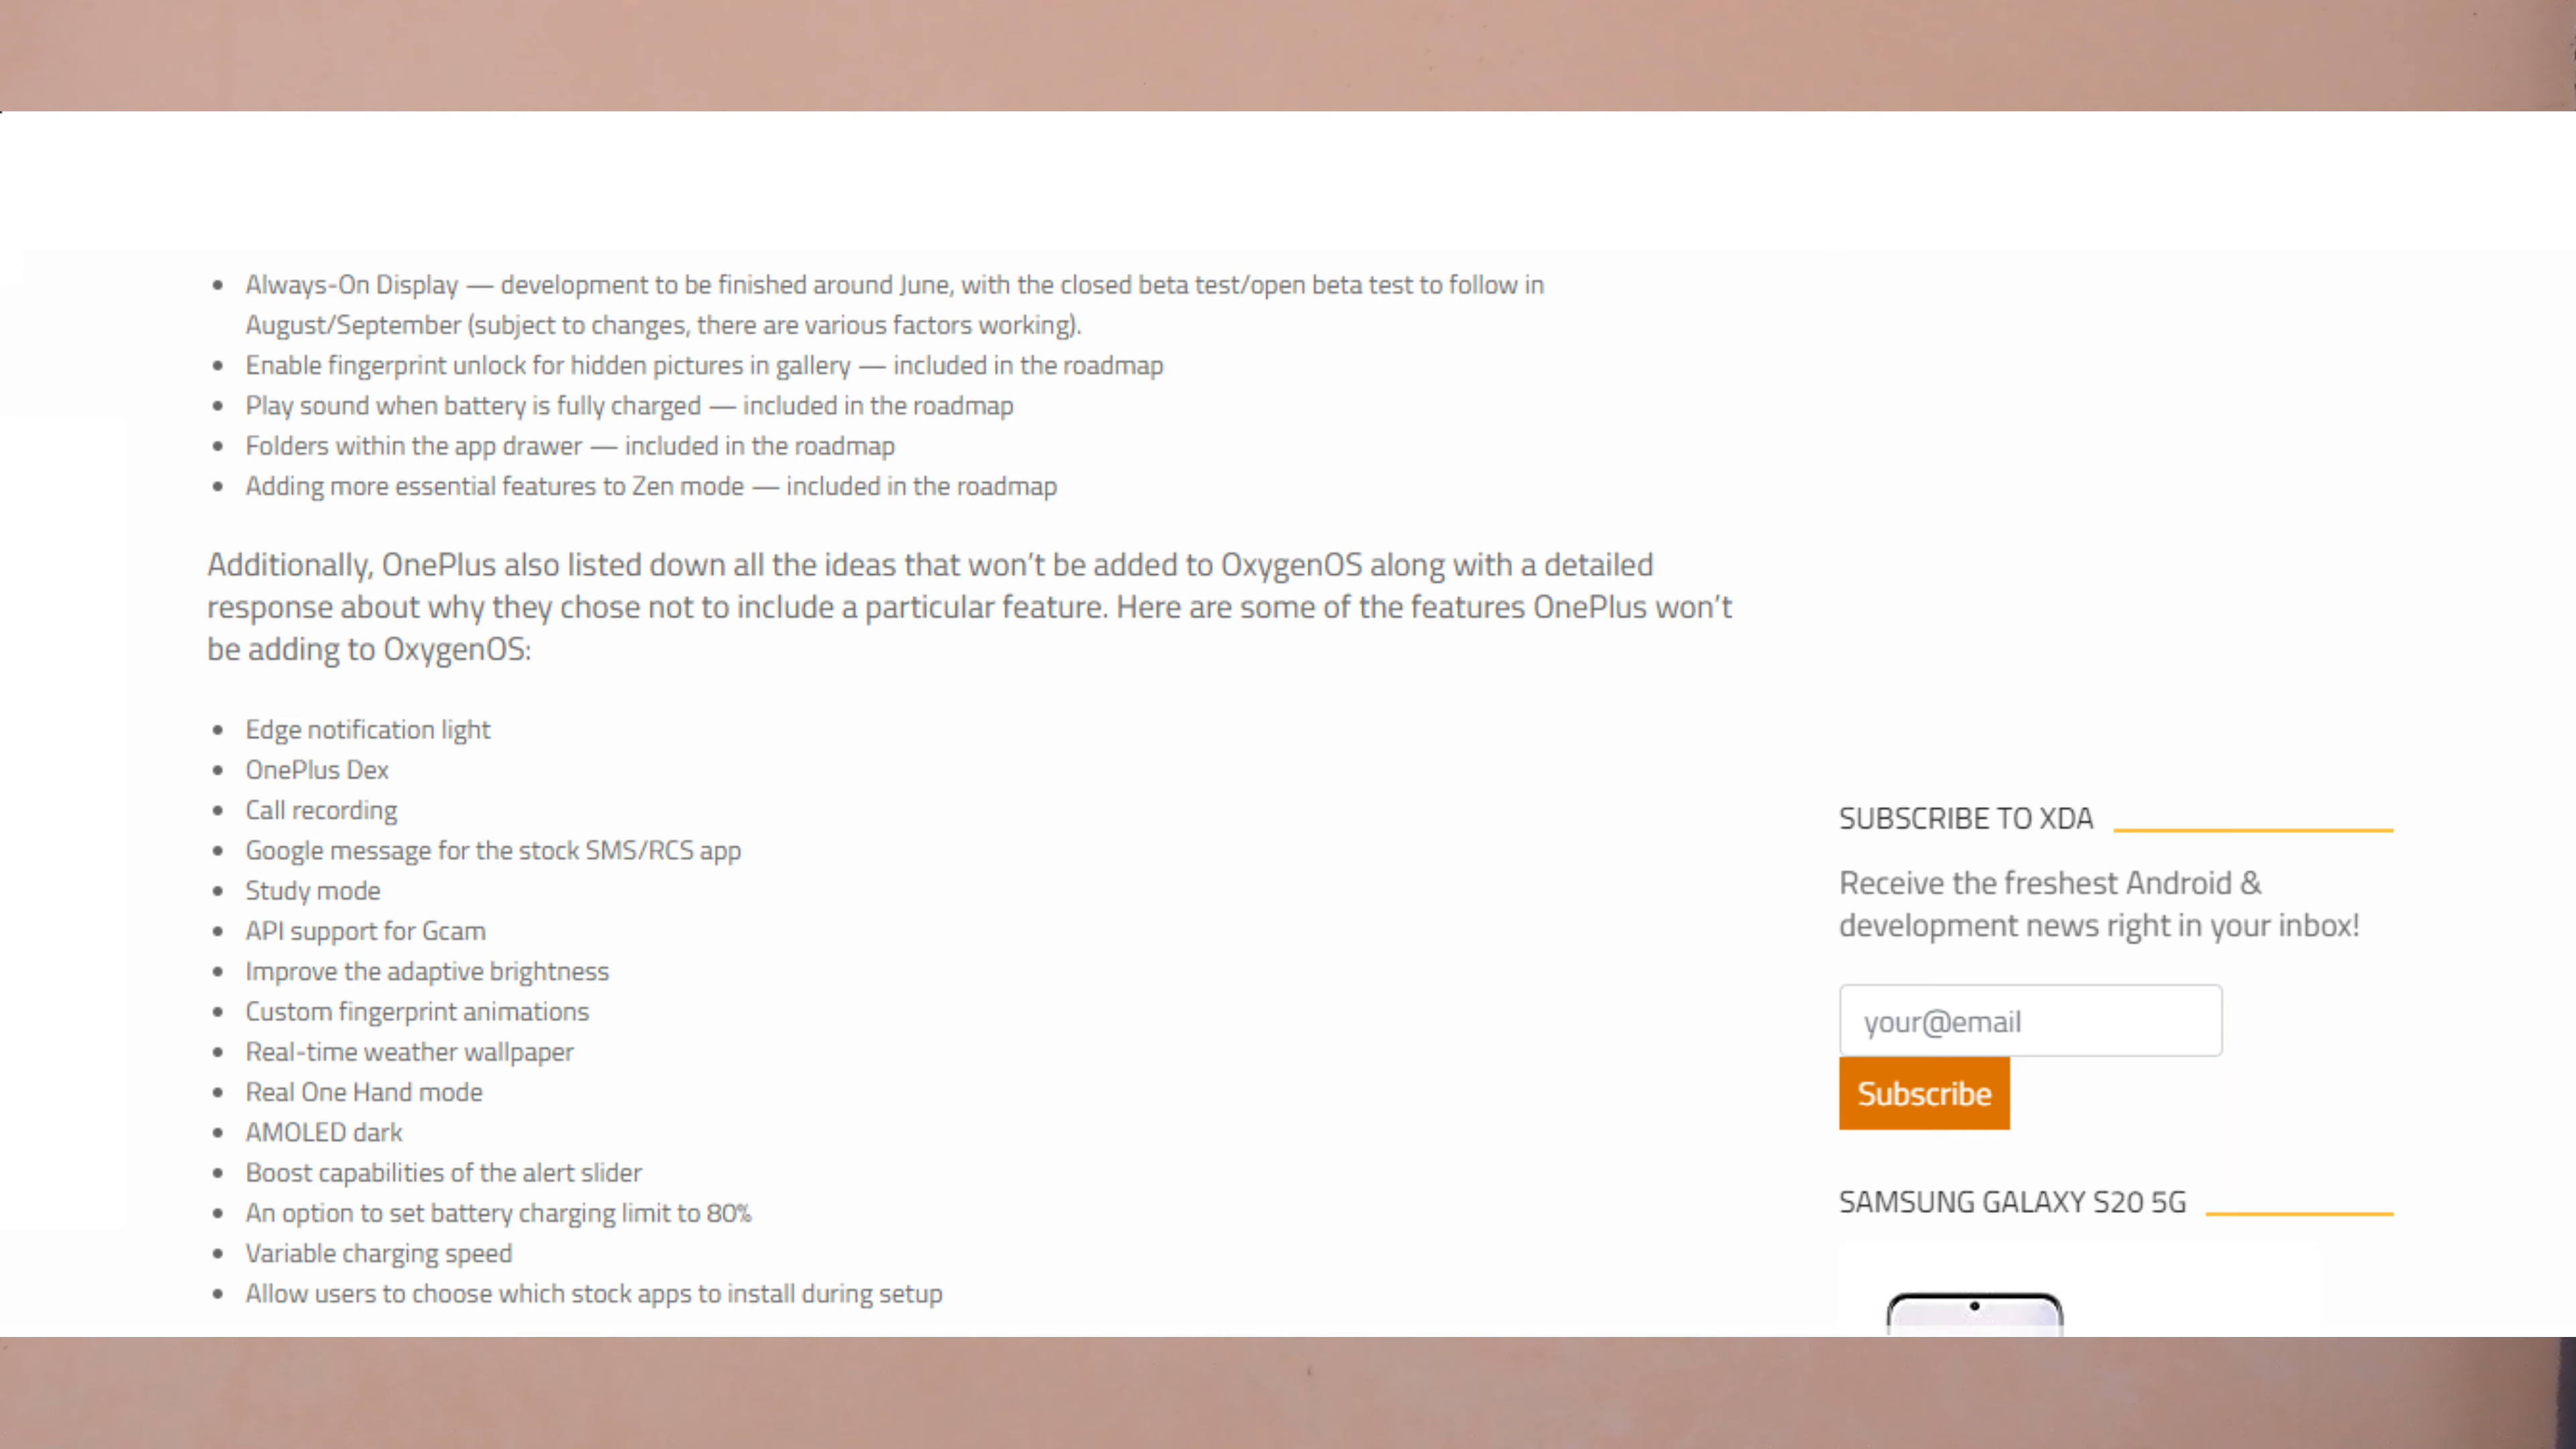 Always-On Display — development to be finished around June, with the closed beta test/open beta test to follow in
August/September (subject to changes, there are various factors working).
Enable fingerprint unlock for hidden pictures in gallery — included in the roadmap
Play sound when battery is fully charged — included in the roadmap
Folders within the app drawer — included in the roadmap
Adding more essential features to Zen mode — included in the roadmap
Additionally, OnePlus also listed down all the ideas that won't be added to OxygenOS along with a detailed
response about why they chose not to include a particular feature. Here are some of the features OnePlus won't
be adding to OxygenOS:
Edge notification light
OnePlus Dex
Call recording
Google message for the stock SMS/RCS app
Study mode
API support for Gcam
Improve the adaptive brightness
Custom fingerprint animations
Real-time weather wallpaper
Real One Hand mode
AMOLED dark
Boost capabilities of the alert slider
An option to set battery charging limit to 80%
Variable charging speed
Allow users to choose which stock apps to install during setup
SUBSCRIBE TO XDA
Receive the freshest Android &
development news right in your inbox!
your@email
Subscribe
SAMSUNG GALAXY S20 5G